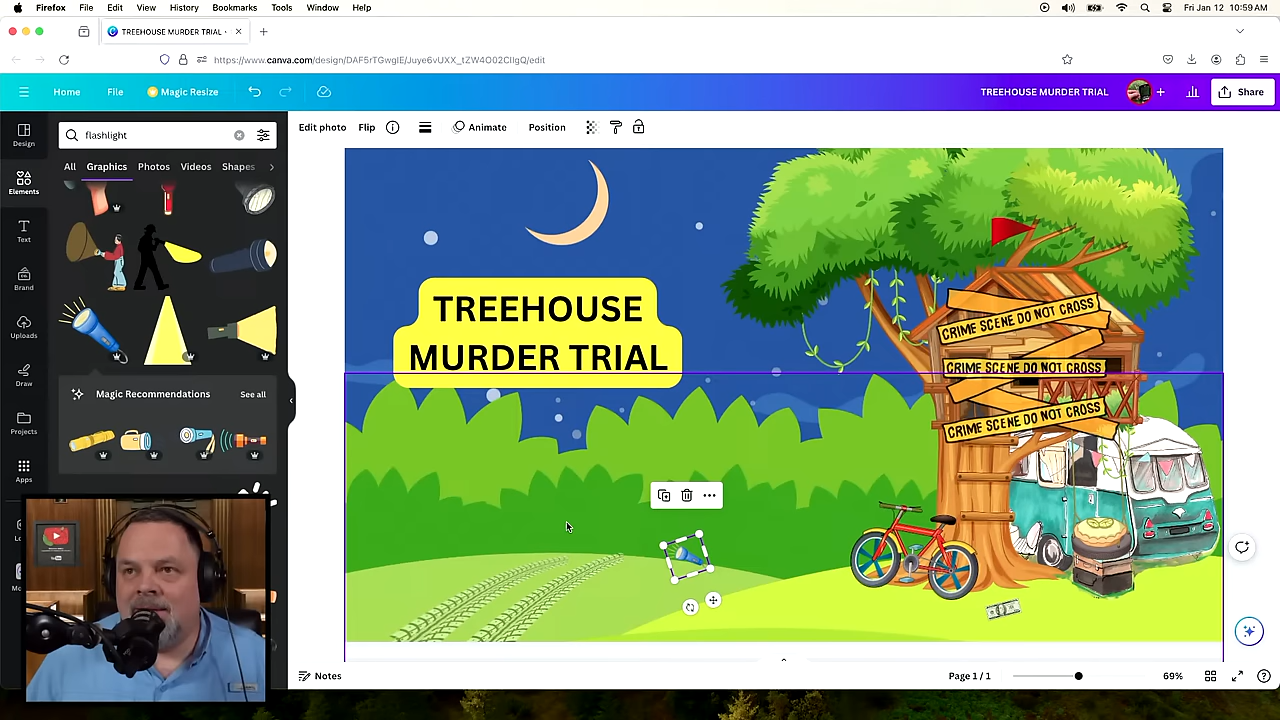 Firefox File Edit View History Bookmarks Tools Window Help Fri Jan 12 10:59 AM
TREEHOUSE MURDER TRIAL
https://www.canva.com/design/DAF5rTGwgIE/Juye6vUXX_tZW4O02CIlgQ/edit
Home File Magic Resize TREEHOUSE MURDER TRIAL Share
Design
Elements
Text
Brand
Uploads
Draw
Projects
Apps
flashlight
All Graphics Photos Videos Shapes
Magic Recommendations See all
Edit photo Flip Animate Position
TREEHOUSE
MURDER TRIAL
CRIME SCENE DO NOT CROSS
CRIME SCENE DO NOT CROSS
CRIME SCENE DO NOT CROSS
Notes Page 1 / 1 69%